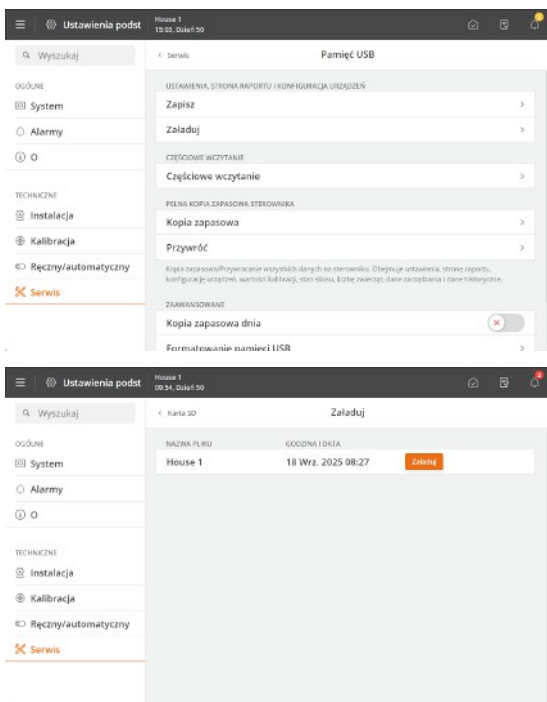 Ustawienia podst
House 1
15:03, Dzień 50
Wyszukaj
< Serwis
Pamięć USB
OGÓLNE
System
Alarmy
O
TECHNICZNE
Instalacja
Kalibracja
Ręczny/automatyczny
Serwis
USTAWIENIA, STRONA RAPORTU I KONFIGURACJA URZĄDZEŃ
Zapisz
Załaduj
CZĘŚCIOWE WCZYTANIE
Częściowe wczytanie
PEŁNA KOPIA ZAPASOWA STEROWNIKA
Kopia zapasowa
Przywróć
Kopia zapasowa/Przywracanie wszystkich danych na sterowniku. Obejmuje ustawienia, stronę raportu,
konfigurację urządzeń, wartości kalibracji, stan silosu, liczbę zwierząt, dane zarządzania i dane historyczne.
ZAAWANSOWANE
Kopia zapasowa dnia
Formatowanie pamięci USB
Ustawienia podst
House 1
09:54, Dzień 50
Wyszukaj
< Karta SD
Załaduj
OGÓLNE
System
Alarmy
O
TECHNICZNE
Instalacja
Kalibracja
Ręczny/automatyczny
Serwis
NAZWA PLIKU GODZINA I DATA
House 1 18 Wrz. 2025 08:27 Załaduj